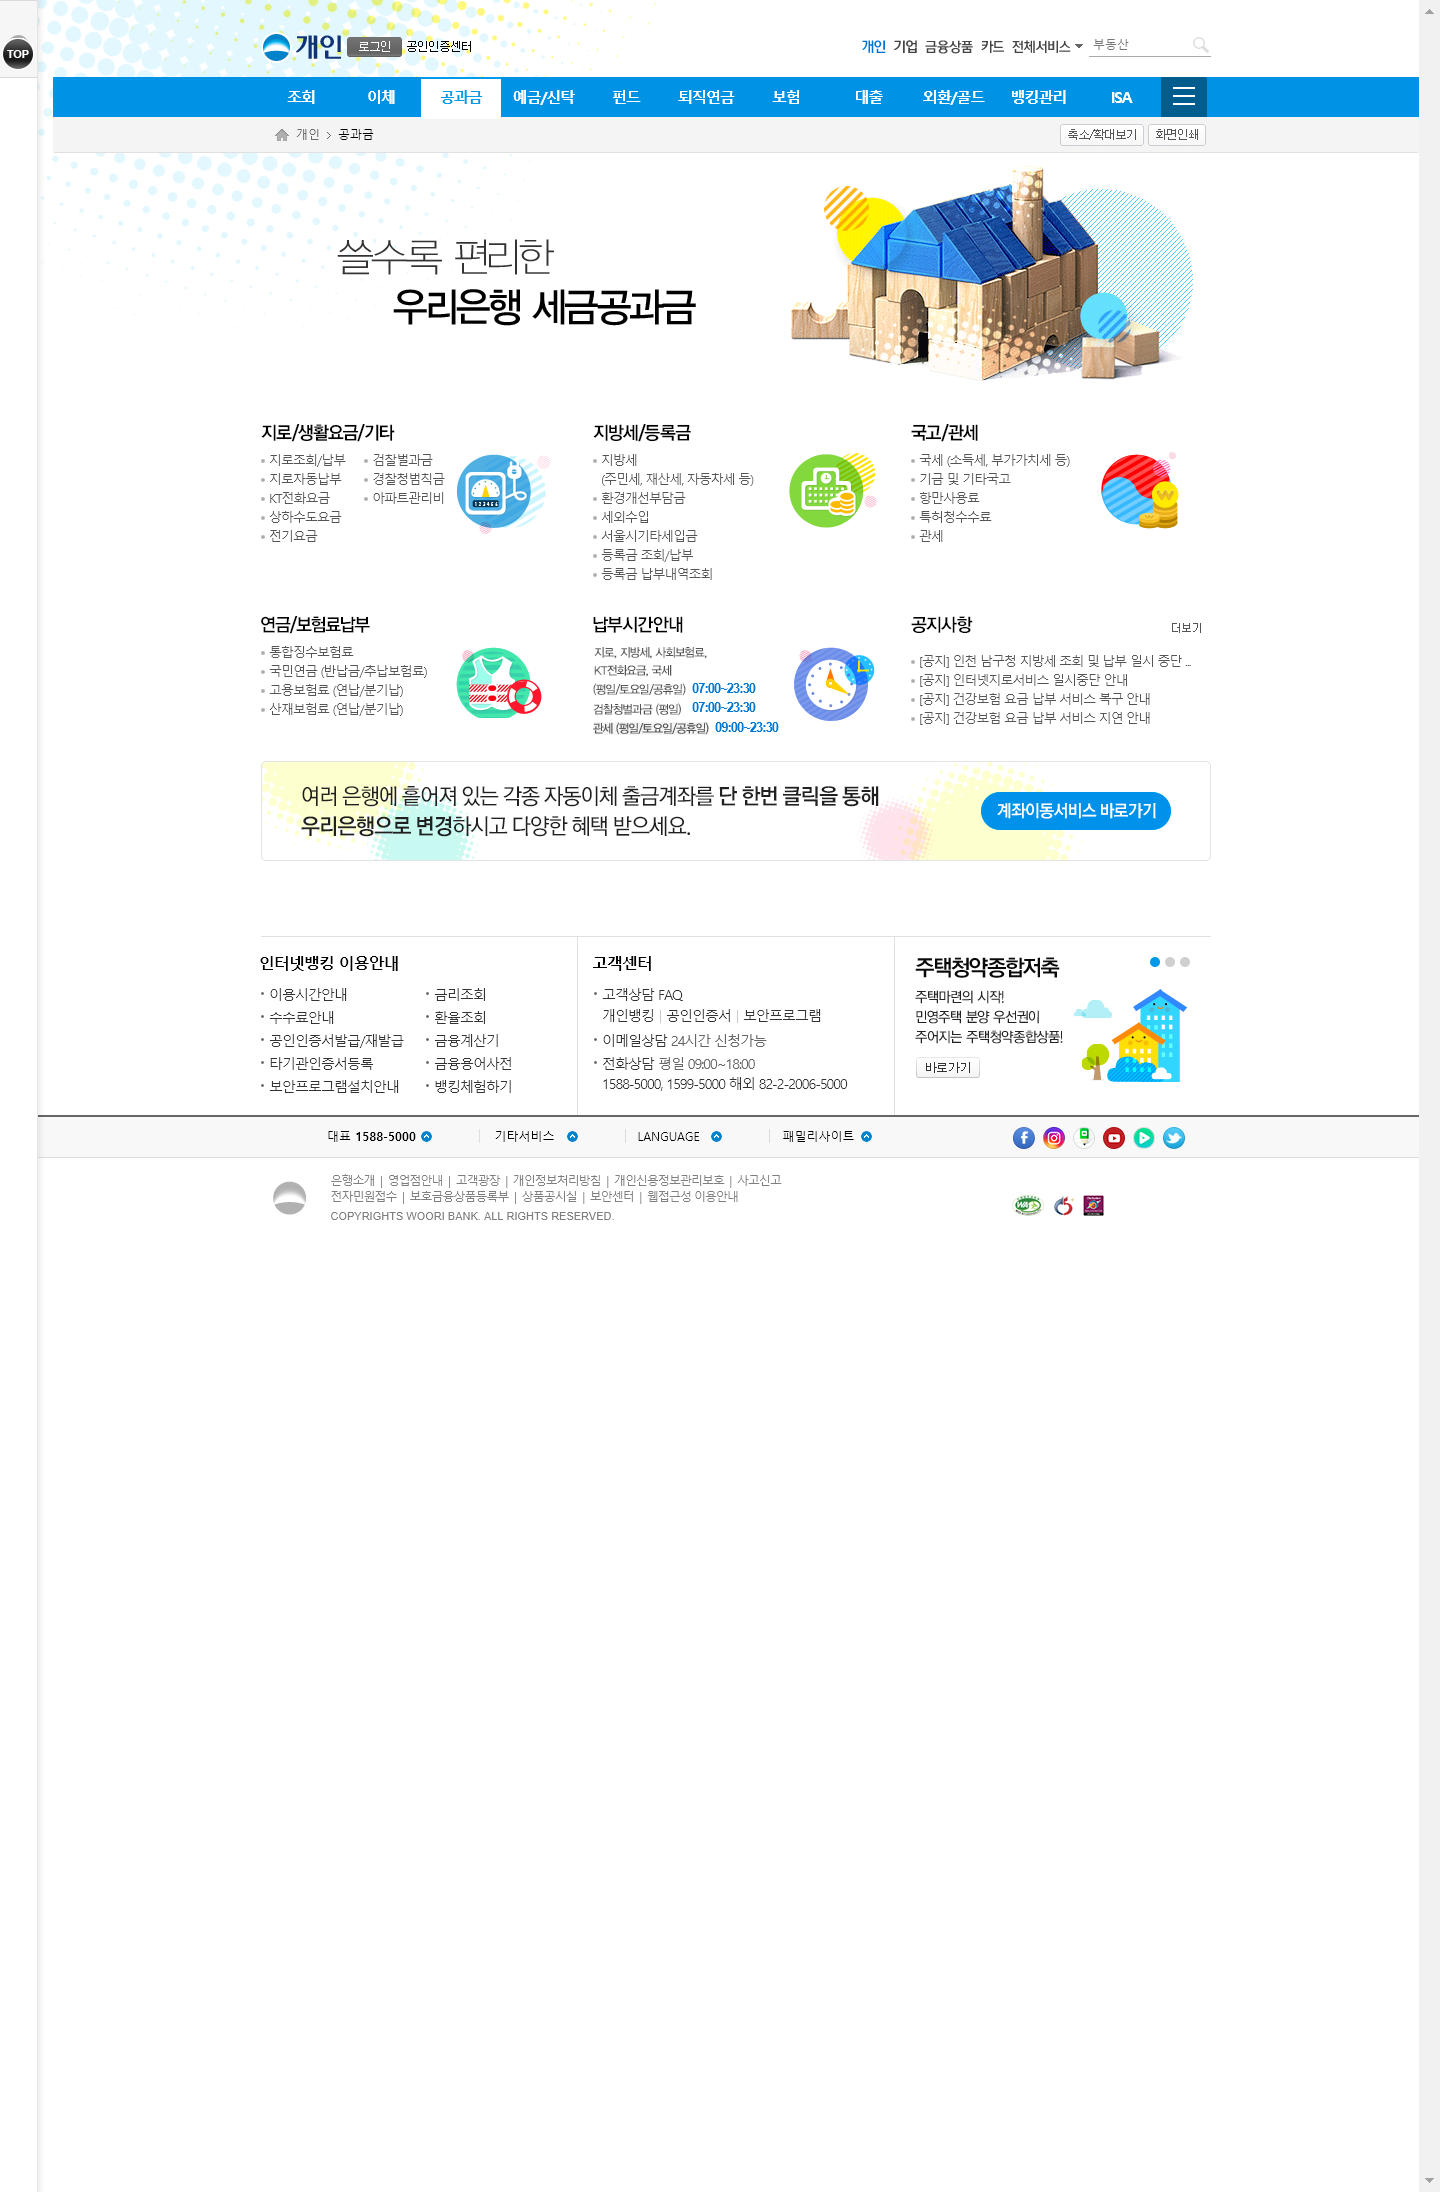 TOP
개인 로그인 공인인증센터
개인 기업 금융상품 카드 전체서비스 부동산
조회 이체 공과금 예금/신탁 펀드 퇴직연금 보험 대출 외환/골드 뱅킹관리 ISA
개인 > 공과금
축소/확대보기 화면인쇄
쓸수록 편리한
우리은행 세금공과금
지로/생활요금/기타
지로조회/납부
지로자동납부
KT전화요금
상하수도요금
전기요금
검찰벌과금
경찰청범칙금
아파트관리비
지방세/등록금
지방세
(주민세, 재산세, 자동차세 등)
환경개선부담금
세외수입
서울시기타세입금
등록금 조회/납부
등록금 납부내역조회
국고/관세
국세 (소득세, 부가가치세 등)
기금 및 기타국고
항만사용료
특허청수수료
관세
연금/보험료납부
통합징수보험료
국민연금 (반납금/추납보험료)
고용보험료 (연납/분기납)
산재보험료 (연납/분기납)
납부시간안내
지로, 지방세, 사회보험료,
KT전화요금, 국세
(평일/토요일/공휴일) 07:00~23:30
검찰청벌과금 (평일) 07:00~23:30
관세 (평일/토요일/공휴일) 09:00~23:30
공지사항 더보기
[공지] 인천 남구청 지방세 조회 및 납부 일시 중단 ...
[공지] 인터넷지로서비스 일시중단 안내
[공지] 건강보험 요금 납부 서비스 복구 안내
[공지] 건강보험 요금 납부 서비스 지연 안내
여러 은행에 흩어져 있는 각종 자동이체 출금계좌를 단 한번 클릭을 통해
우리은행으로 변경하시고 다양한 혜택 받으세요.
계좌이동서비스 바로가기
인터넷뱅킹 이용안내
이용시간안내
수수료안내
공인인증서발급/재발급
타기관인증서등록
보안프로그램설치안내
금리조회
환율조회
금융계산기
금융용어사전
뱅킹체험하기
고객센터
고객상담 FAQ
개인뱅킹 | 공인인증서 | 보안프로그램
이메일상담 24시간 신청가능
전화상담 평일 09:00~18:00
1588-5000, 1599-5000 해외 82-2-2006-5000
주택청약종합저축
주택마련의 시작!
민영주택 분양 우선권이
주어지는 주택청약종합상품!
바로가기
대표 1588-5000 기타서비스 LANGUAGE 패밀리사이트
은행소개 | 영업점안내 | 고객광장 | 개인정보처리방침 | 개인신용정보관리보호 | 사고신고
전자민원접수 | 보호금융상품등록부 | 상품공시실 | 보안센터 | 웹접근성 이용안내
COPYRIGHTS WOORI BANK. ALL RIGHTS RESERVED.